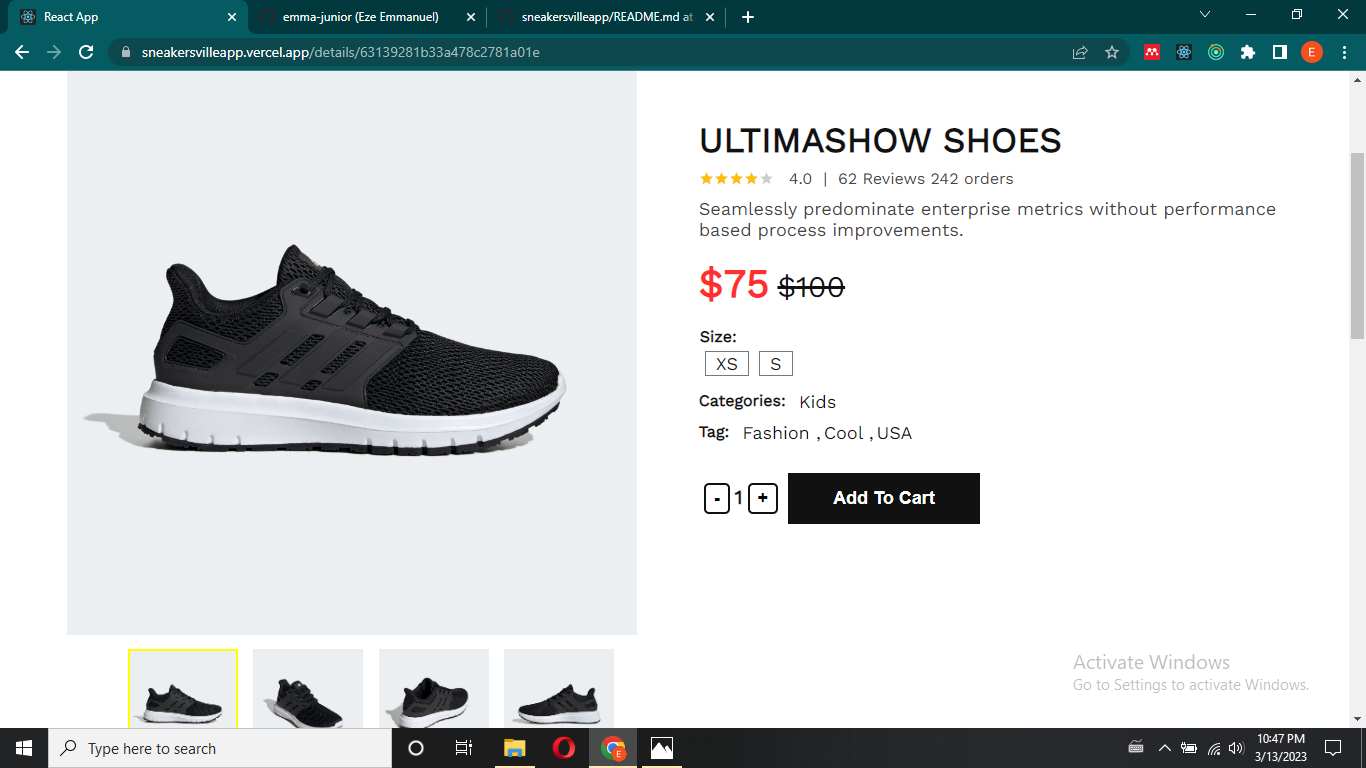 React App
emma-junior (Eze Emmanuel)
sneakersvilleapp/README.md at
sneakersvilleapp.vercel.app/details/63139281b33a478c2781a01e
E
ULTIMASHOW SHOES
4.0 | 62 Reviews 242 orders
Seamlessly predominate enterprise metrics without performance
based process improvements.
$75 $100
Size:
XS S
Categories: Kids
Tag: Fashion , Cool , USA
- 1 + Add To Cart
Activate Windows
Go to Settings to activate Windows.
Type here to search
E
10:47 PM
3/13/2023